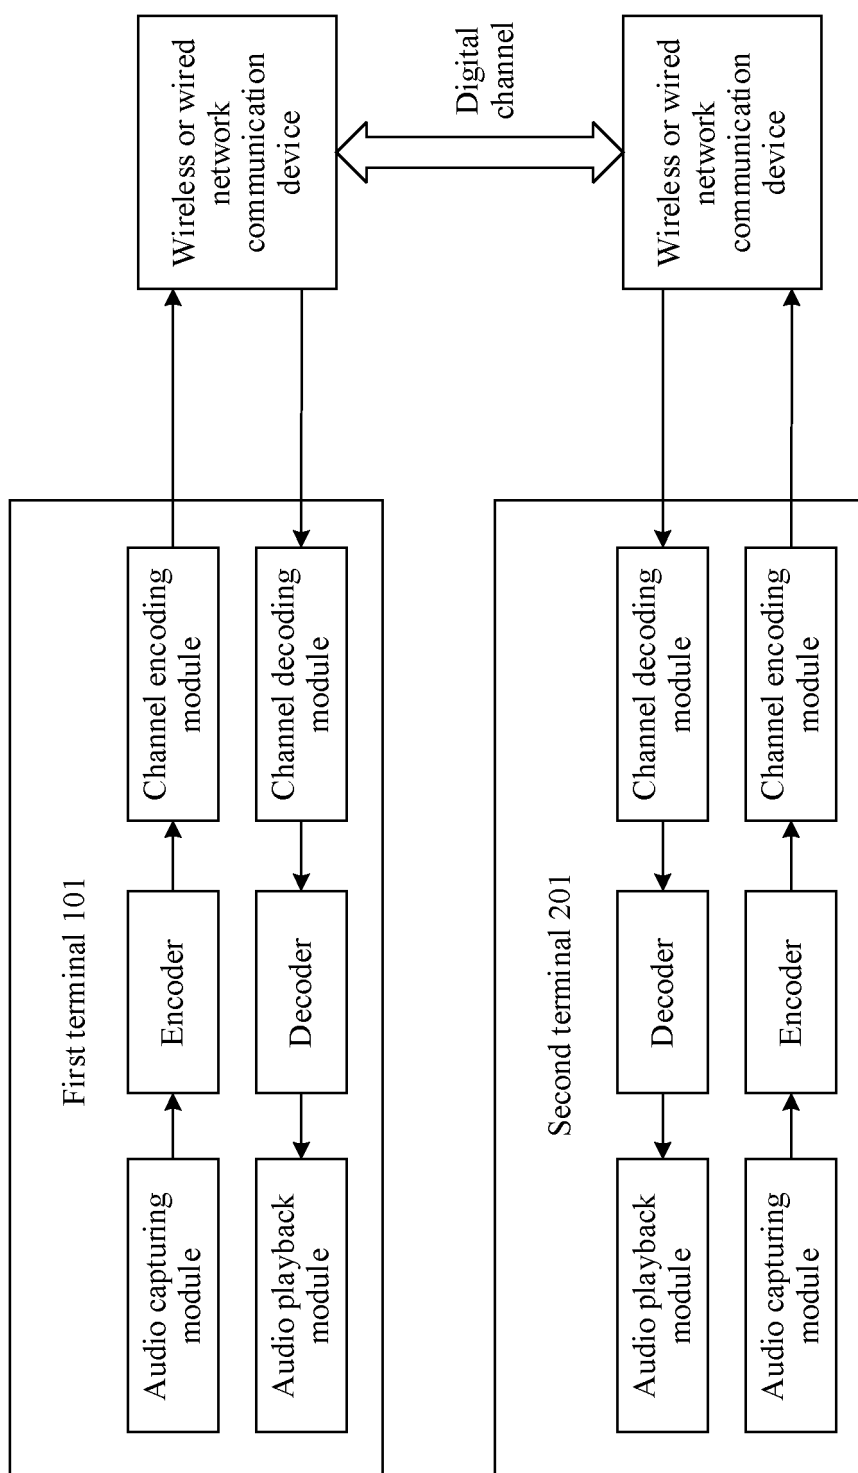 First terminal 101
Audio capturing
module
Encoder
Channel encoding
module
Wireless or wired
network
communication
device
Audio playback
module
Decoder
Channel decoding
module
Digital
channel
Second terminal 201
Audio playback
module
Decoder
Channel decoding
module
Wireless or wired
network
communication
device
Audio capturing
module
Encoder
Channel encoding
module